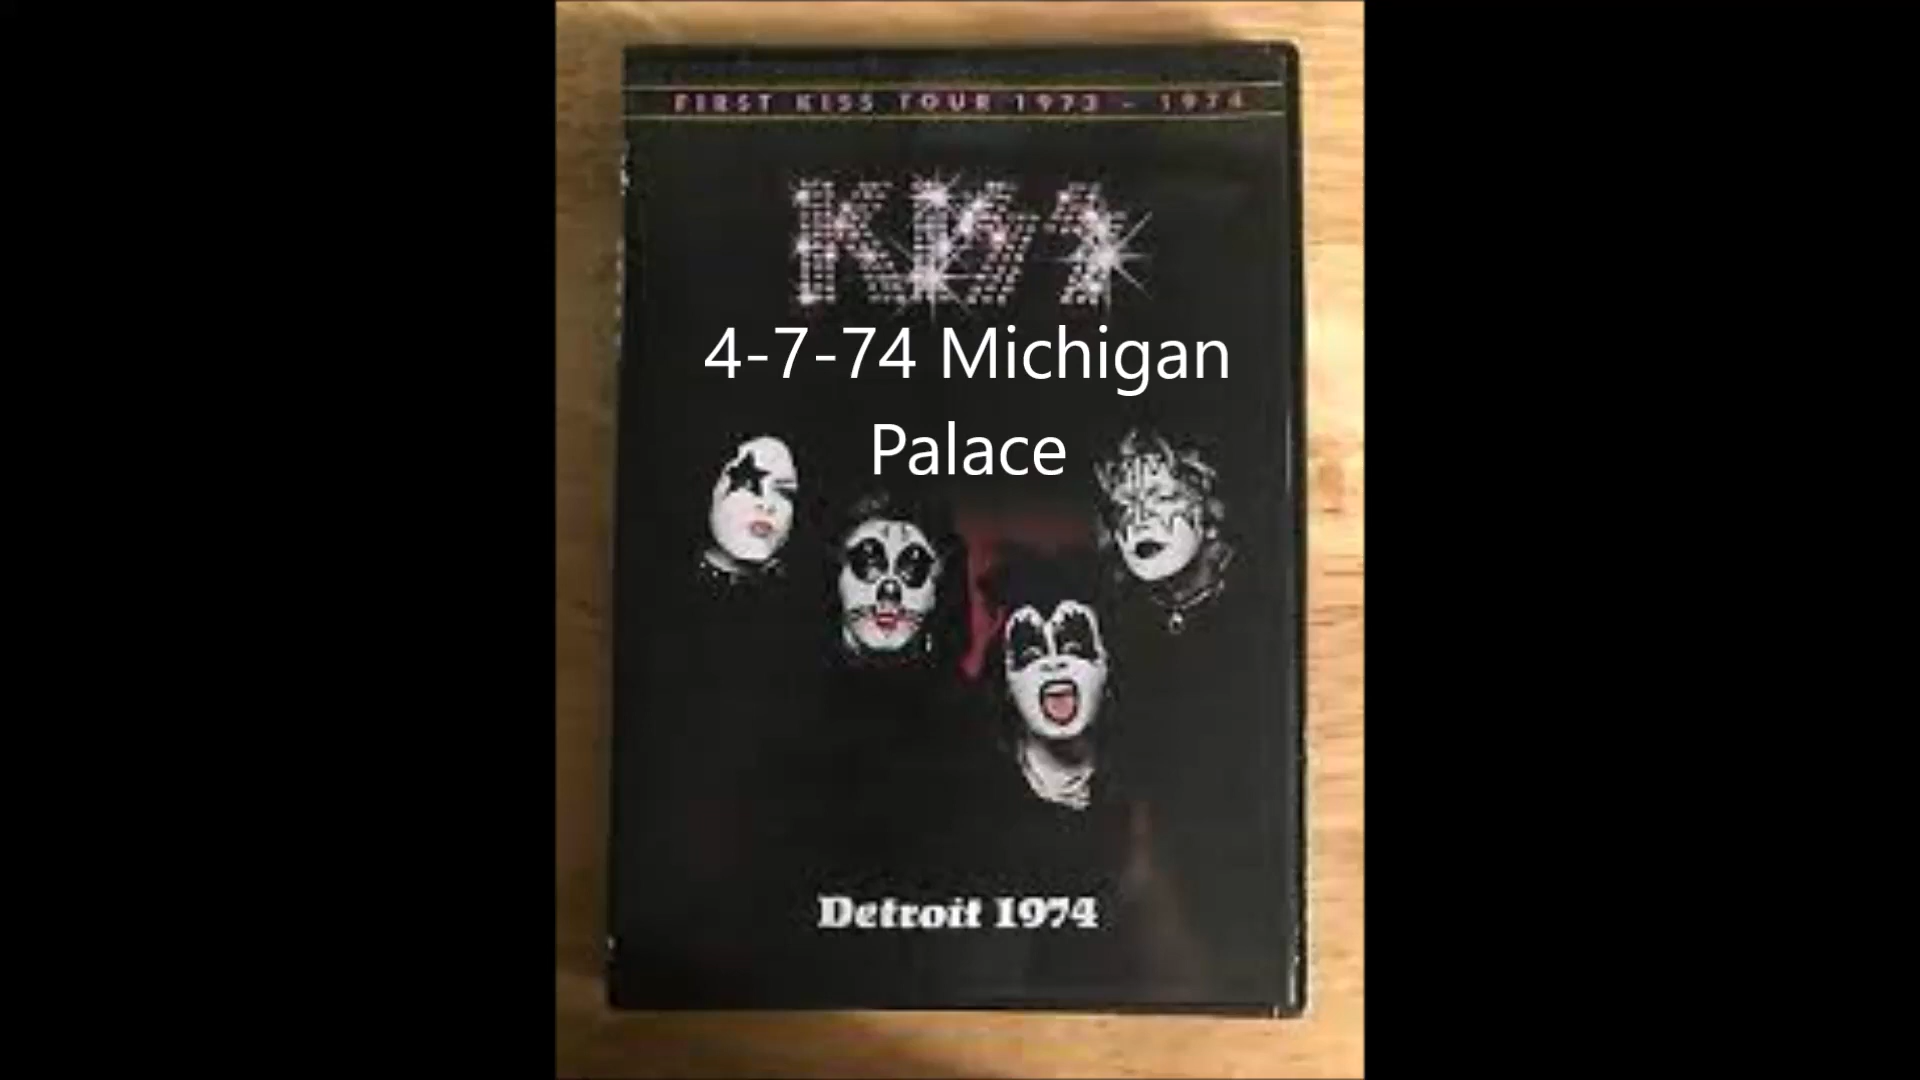 FIRST KISS TOUR 1973 - 1974
KISS
4-7-74 Michigan
Palace
Detroit 1974